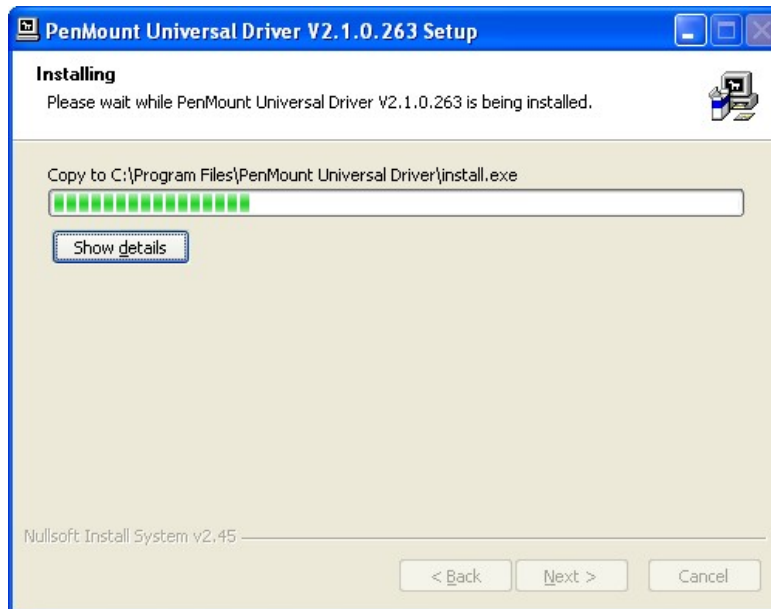 PenMount Universal Driver V2.1.0.263 Setup
Installing
Please wait while PenMount Universal Driver V2.1.0.263 is being installed.
Copy to C:\Program Files\PenMount Universal Driver\install.exe
Show details
Nullsoft Install System v2.45
< Back Next > Cancel